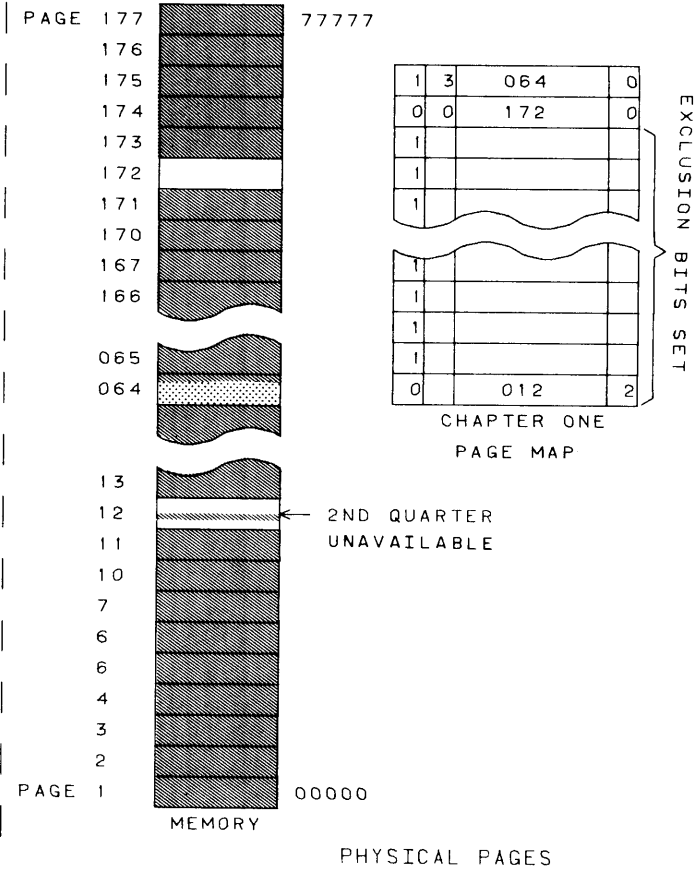 PAGE 177 77777
176
175
174
173
172
171
170
167
166
065
064
13
12
11
10
7
6
6
4
3
2
PAGE 1 00000
MEMORY
2ND QUARTER
UNAVAILABLE
1 3 064 0
0 0 172 0
1
1
1
1
1
1
1
0 012 2
EXCLUSION BITS SET
CHAPTER ONE
PAGE MAP
PHYSICAL PAGES